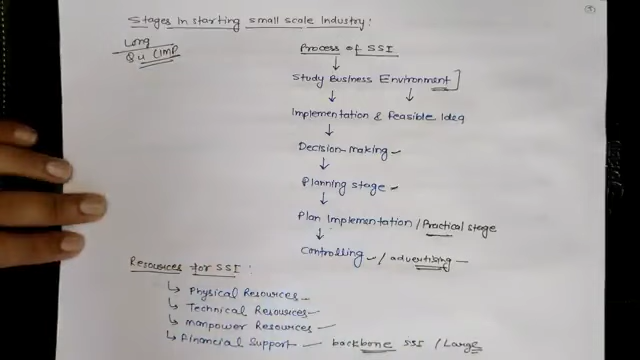 Stages in starting small scale Industry:
Long
Qu (IMP
Process of SSI
↓
Study Business Environment]
↓ ↓
Implementation & feasible Idea
↓
Decision-making
↓
Planning stage
↓
Plan Implementation / Practical stage
↓
Controlling / advertising
Resources for SSI:
↳ Physical Resources
↳ Technical Resources
↳ manpower Resources
↳ Financial Support — backbone SSI / Large